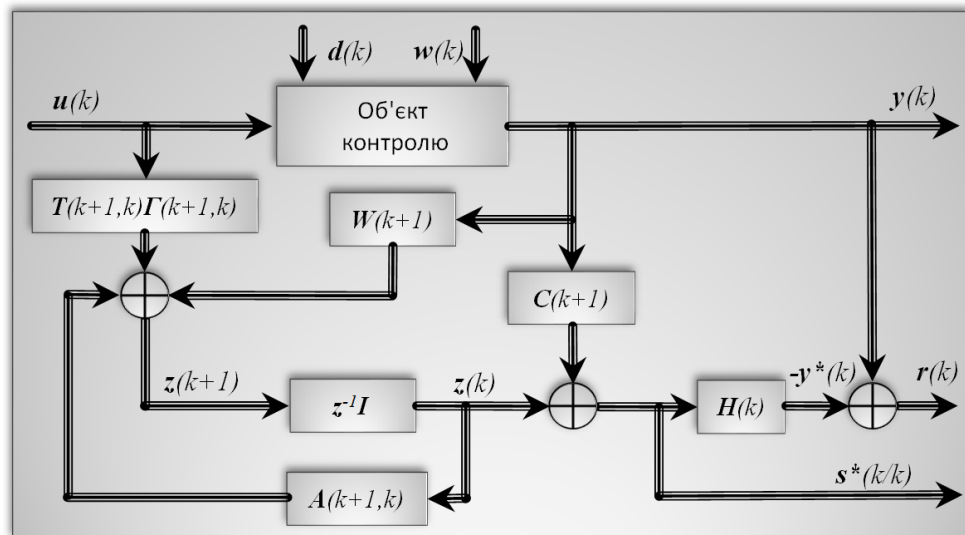 d(k)
w(k)
u(k)
Об'єкт
контролю
y(k)
T(k+1,k)Г(k+1,k)
W(k+1)
C(k+1)
z(k+1)
z⁻¹I
z(k)
H(k)
-y*(k)
r(k)
A(k+1,k)
s*(k/k)